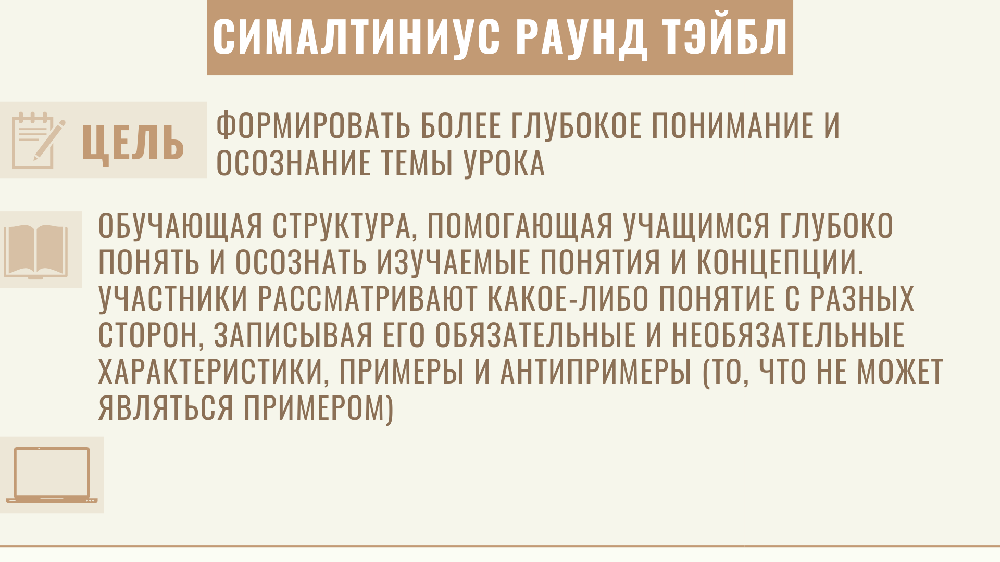 СИМАЛТИНИУС РАУНД ТЭЙБЛ
ЦЕЛЬ
ФОРМИРОВАТЬ БОЛЕЕ ГЛУБОКОЕ ПОНИМАНИЕ И
ОСОЗНАНИЕ ТЕМЫ УРОКА
ОБУЧАЮЩАЯ СТРУКТУРА, ПОМОГАЮЩАЯ УЧАЩИМСЯ ГЛУБОКО
ПОНЯТЬ И ОСОЗНАТЬ ИЗУЧАЕМЫЕ ПОНЯТИЯ И КОНЦЕПЦИИ.
УЧАСТНИКИ РАССМАТРИВАЮТ КАКОЕ-ЛИБО ПОНЯТИЕ С РАЗНЫХ
СТОРОН, ЗАПИСЫВАЯ ЕГО ОБЯЗАТЕЛЬНЫЕ И НЕОБЯЗАТЕЛЬНЫЕ
ХАРАКТЕРИСТИКИ, ПРИМЕРЫ И АНТИПРИМЕРЫ (ТО, ЧТО НЕ МОЖЕТ
ЯВЛЯТЬСЯ ПРИМЕРОМ)